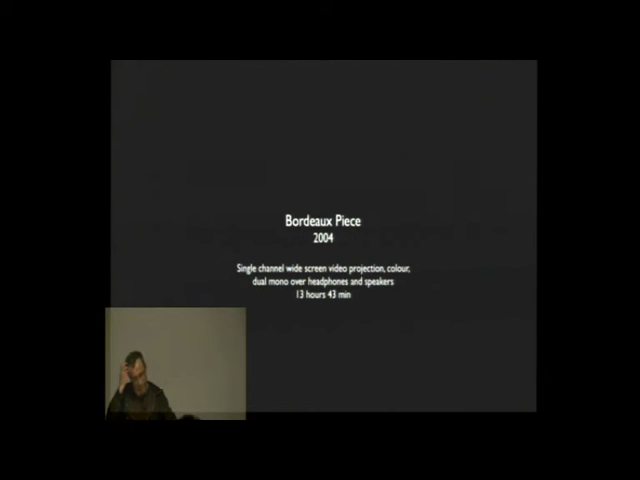 Bordeaux Piece
2004
Single channel wide screen video projection, colour,
dual mono over headphones and speakers
13 hours 43 min